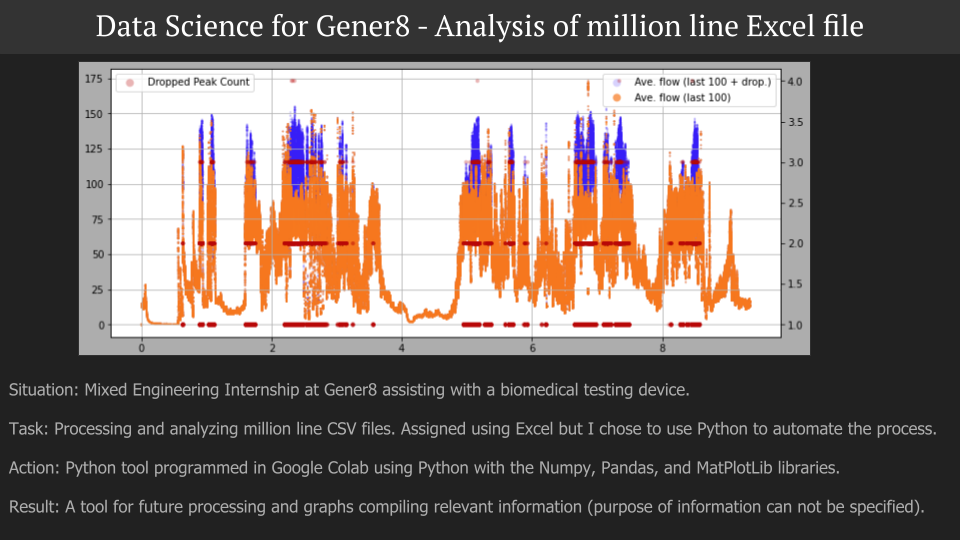 Data Science for Gener8 - Analysis of million line Excel file
Dropped Peak Count
Ave. flow (last 100 + drop.)
Ave. flow (last 100)
175
150
125
100
75
50
25
0
4.0
3.5
3.0
2.5
2.0
1.5
1.0
0 2 4 6 8
Situation: Mixed Engineering Internship at Gener8 assisting with a biomedical testing device.
Task: Processing and analyzing million line CSV files. Assigned using Excel but I chose to use Python to automate the process.
Action: Python tool programmed in Google Colab using Python with the Numpy, Pandas, and MatPlotLib libraries.
Result: A tool for future processing and graphs compiling relevant information (purpose of information can not be specified).